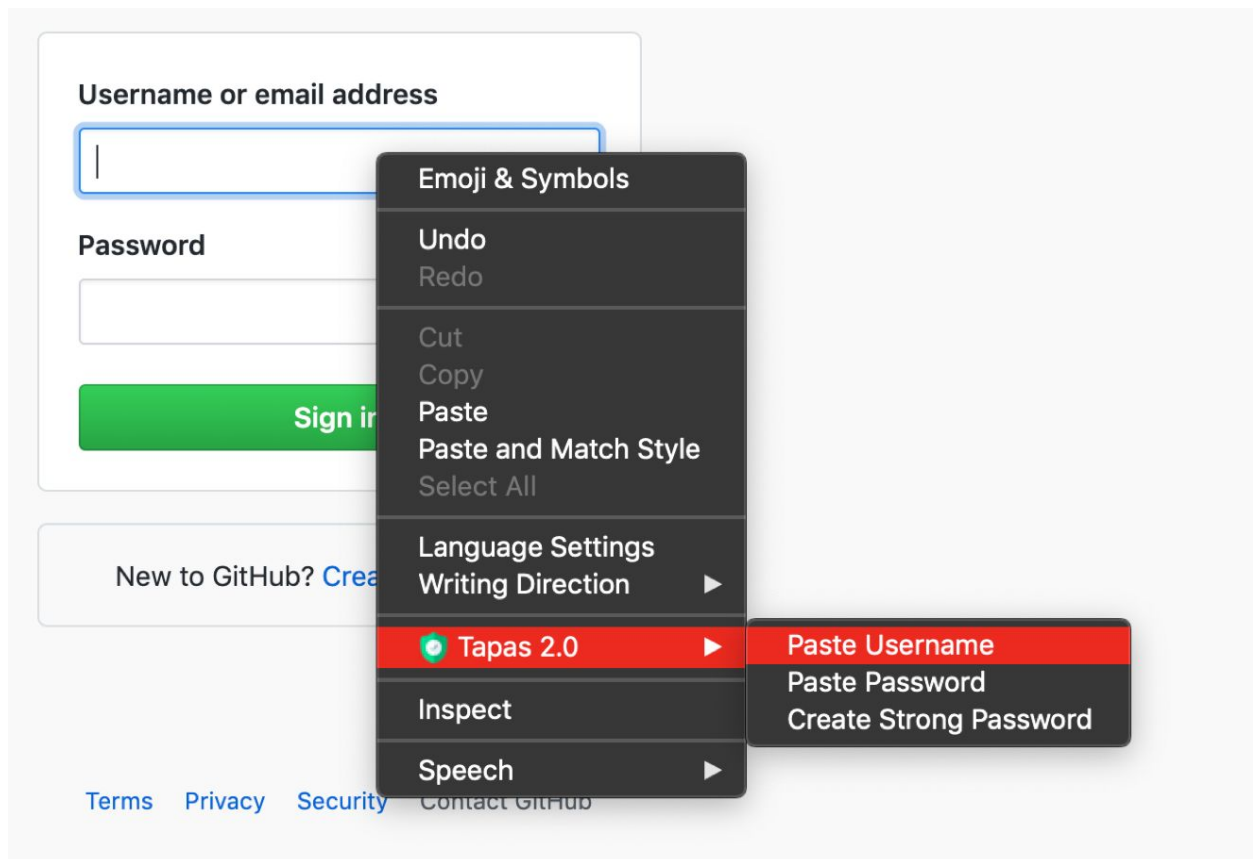 Username or email address
Password
Sign in
New to GitHub? Crea
Terms Privacy Security Contact GitHub
Emoji & Symbols
Undo
Redo
Cut
Copy
Paste
Paste and Match Style
Select All
Language Settings
Writing Direction
Tapas 2.0
Inspect
Speech
Paste Username
Paste Password
Create Strong Password